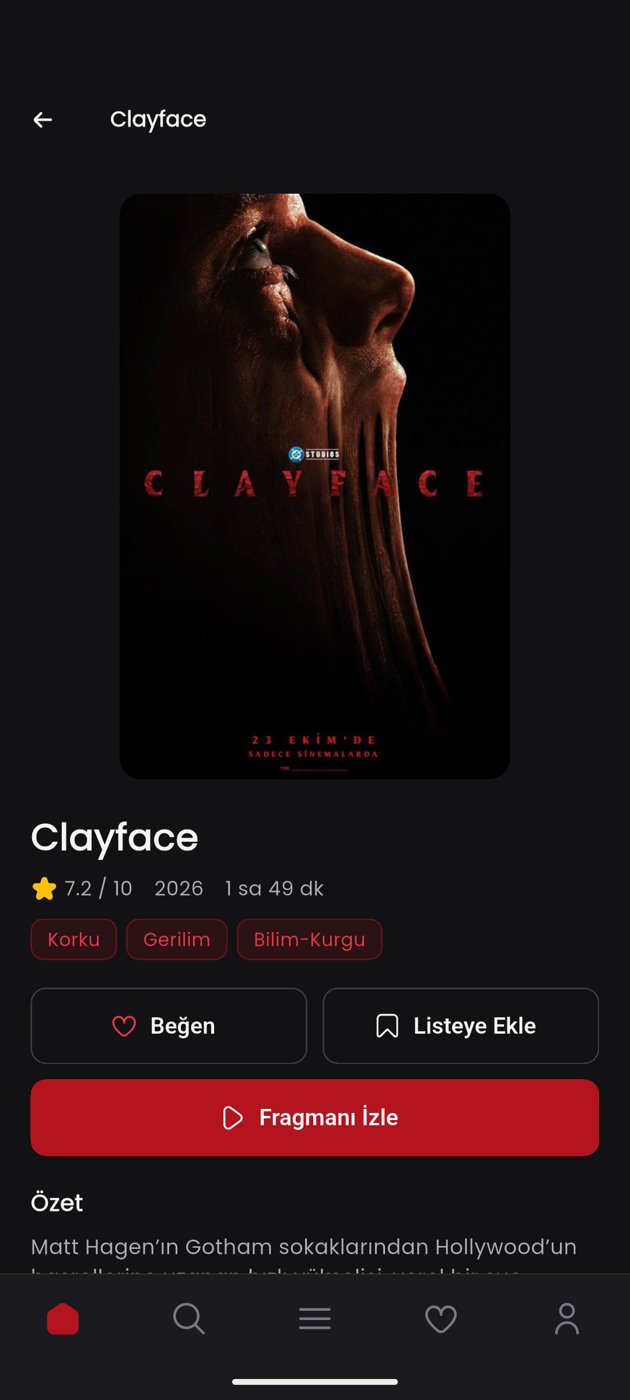 Clayface
STUDIOS
CLAYFACE
23 EKİM'DE
SADECE SİNEMALARDA
Clayface
7.2 / 10 2026 1 sa 49 dk
Korku Gerilim Bilim-Kurgu
Beğen Listeye Ekle
Fragmanı İzle
Özet
Matt Hagen’ın Gotham sokaklarından Hollywood’un